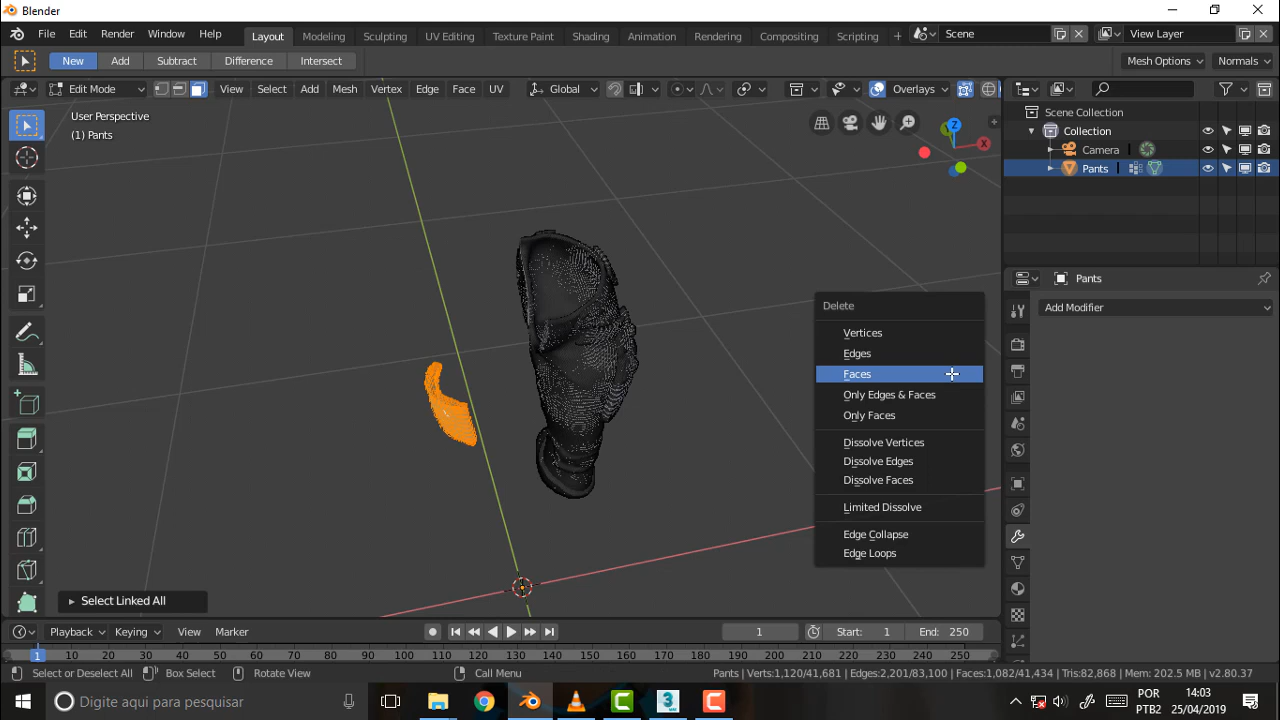 Blender
File Edit Render Window Help Layout Modeling Sculpting UV Editing Texture Paint Shading Animation Rendering Compositing Scripting + Scene View Layer
New Add Subtract Difference Intersect Mesh Options Normals
Edit Mode View Select Add Mesh Vertex Edge Face UV Global Overlays
User Perspective
(1) Pants
Z
Y
X
Scene Collection
Collection
Camera
Pants
Pants
Add Modifier
Delete
Vertices
Edges
Faces
Only Edges & Faces
Only Faces
Dissolve Vertices
Dissolve Edges
Dissolve Faces
Limited Dissolve
Edge Collapse
Edge Loops
Select Linked All
Playback Keying View Marker 1 Start: 1 End: 250
1 10 20 30 40 50 60 70 80 90 100 110 120 130 140 150 160 170 180 190 200 210 220 230 240 250
Select or Deselect All Box Select Rotate View Call Menu Pants | Verts:1,120/41,681 | Edges:2,201/83,100 | Faces:1,082/41,434 | Tris:82,868 | Mem: 202.5 MB | v2.80.37
Digite aqui para pesquisar
POR
PTB2
14:03
25/04/2019